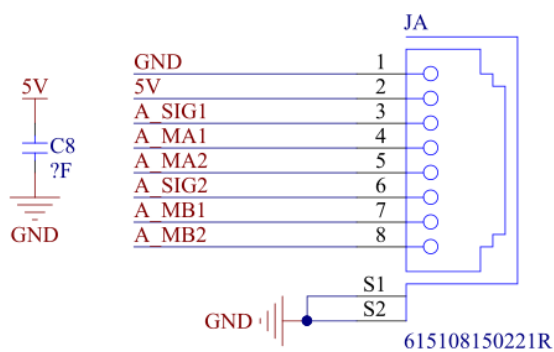 JA
GND 1
5V 2
A_SIG1 3
A_MA1 4
A_MA2 5
A_SIG2 6
A_MB1 7
A_MB2 8
5V
C8
?F
GND
S1
S2
GND
615108150221R